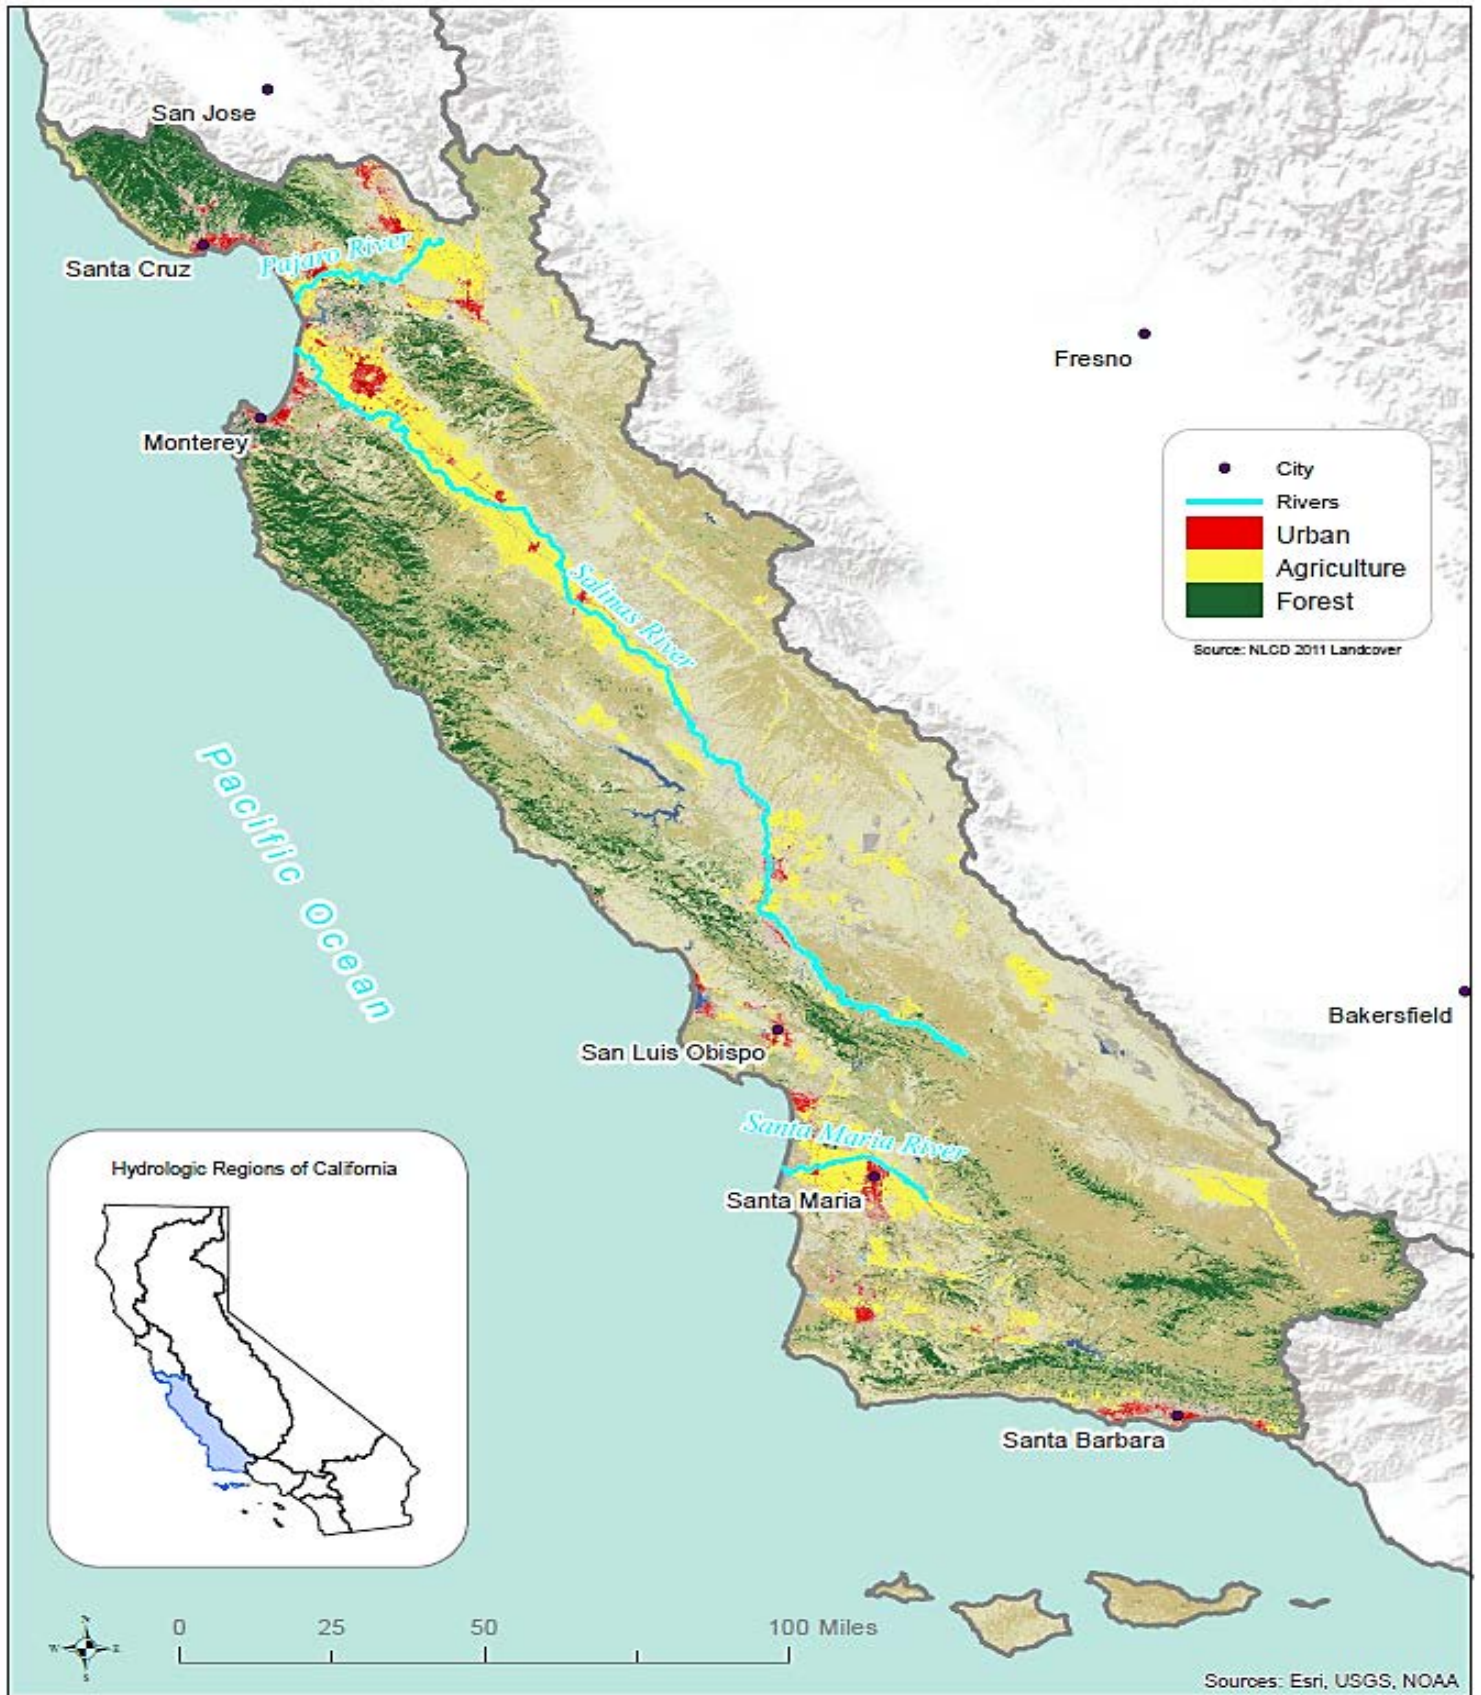 San Jose
Santa Cruz
Pajaro River
Fresno
Monterey
City
Rivers
Urban
Agriculture
Forest
Source: NLCD 2011 Landcover
Salinas River
Pacific Ocean
Bakersfield
San Luis Obispo
Santa Maria River
Santa Maria
Hydrologic Regions of California
Santa Barbara
N
W E
S
0 25 50 100 Miles
Sources: Esri, USGS, NOAA